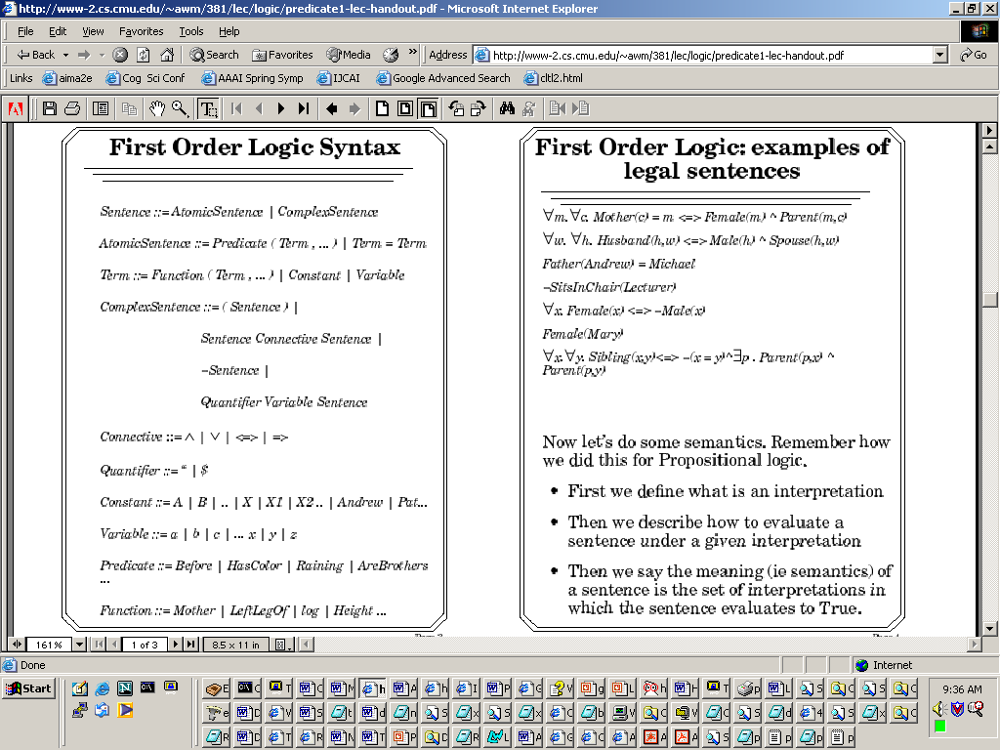 http://www-2.cs.cmu.edu/~awm/381/lec/logic/predicate1-lec-handout.pdf - Microsoft Internet Explorer
File Edit View Favorites Tools Help
Back Search Favorites Media » Address http://www-2.cs.cmu.edu/~awm/381/lec/logic/predicate1-lec-handout.pdf Go
Links aima2e Cog Sci Conf AAAI Spring Symp IJCAI Google Advanced Search cltl2.html
First Order Logic Syntax
Sentence ::= AtomicSentence | ComplexSentence
AtomicSentence ::= Predicate ( Term , ... ) | Term = Term
Term ::= Function ( Term , ... ) | Constant | Variable
ComplexSentence ::= ( Sentence ) |
Sentence Connective Sentence |
¬Sentence |
Quantifier Variable Sentence
Connective ::= ∧ | ∨ | <=> | =>
Quantifier ::= “ | $
Constant ::= A | B | .. | X | X1 | X2 .. | Andrew | Pat...
Variable ::= a | b | c | ... x | y | z
Predicate ::= Before | HasColor | Raining | AreBrothers
...
Function ::= Mother | LeftLegOf | log | Height ...
First Order Logic: examples of
legal sentences
∀m. ∀c. Mother(c) = m <=> Female(m) ^ Parent(m,c)
∀w. ∀h. Husband(h,w) <=> Male(h) ^ Spouse(h,w)
Father(Andrew) = Michael
¬SitsInChair(Lecturer)
∀x. Female(x) <=> ¬Male(x)
Female(Mary)
∀x. ∀y. Sibling(x,y)<=> ¬(x = y)^∃p . Parent(p,x) ^
Parent(p,y)
Now let's do some semantics. Remember how
we did this for Propositional logic.
• First we define what is an interpretation
• Then we describe how to evaluate a
sentence under a given interpretation
• Then we say the meaning (ie semantics) of
a sentence is the set of interpretations in
which the sentence evaluates to True.
161% 1 of 3 8.5 x 11 in
Done Internet
Start 9:36 AM